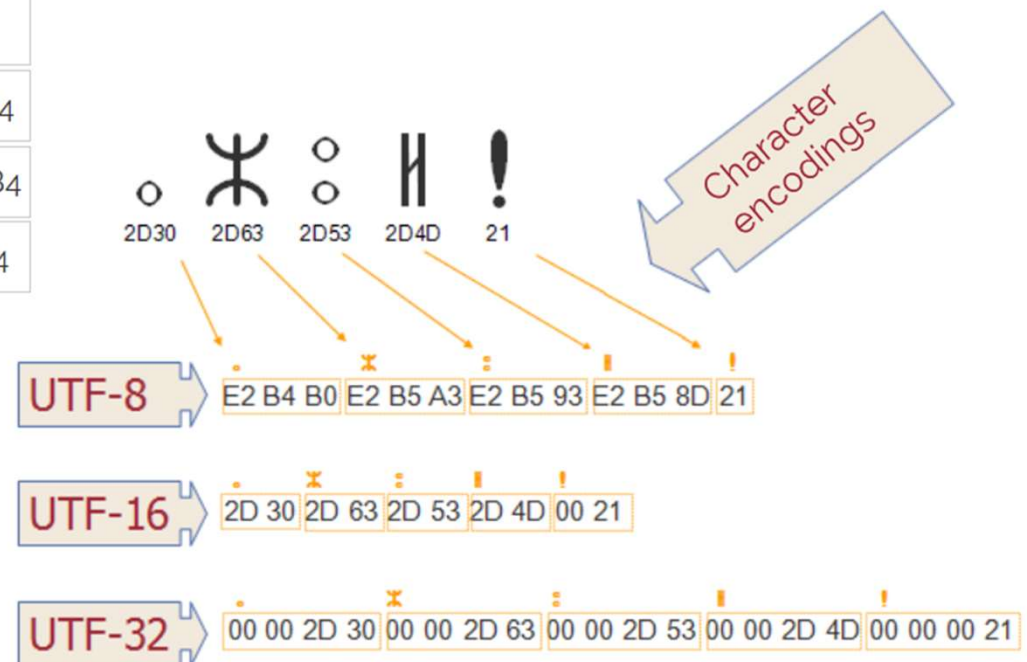 4
4
ⴰ ⵣ ⵓ ⵍ !
2D30 2D63 2D53 2D4D 21
Character
encodings
ⴰ ⵣ ⵓ ⵍ !
UTF-8 E2 B4 B0 E2 B5 A3 E2 B5 93 E2 B5 8D 21
ⴰ ⵣ ⵓ ⵍ !
UTF-16 2D 30 2D 63 2D 53 2D 4D 00 21
ⴰ ⵣ ⵓ ⵍ !
UTF-32 00 00 2D 30 00 00 2D 63 00 00 2D 53 00 00 2D 4D 00 00 00 21